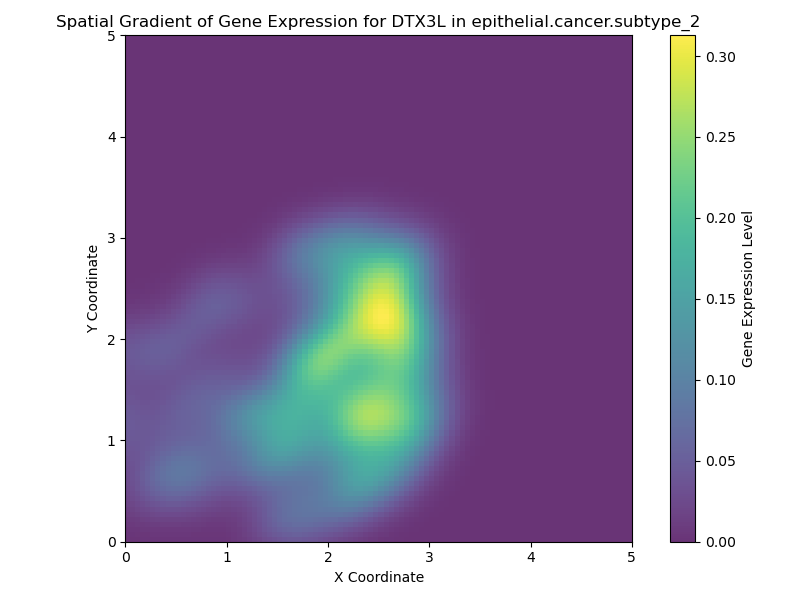 Spatial Gradient of Gene Expression for DTX3L in epithelial.cancer.subtype_2
5
4
3
2
1
0
Y Coordinate
0 1 2 3 4 5
X Coordinate
0.30
0.25
0.20
0.15
0.10
0.05
0.00
Gene Expression Level